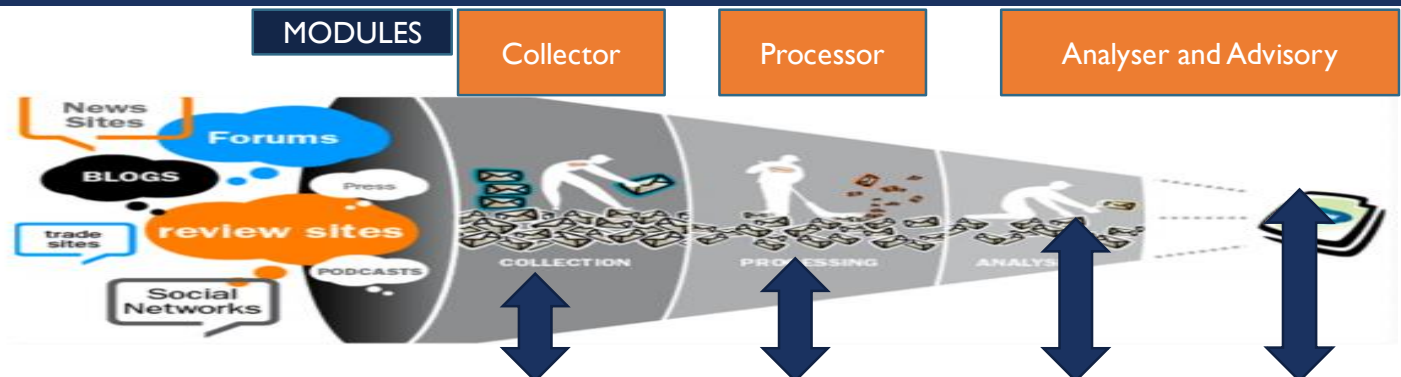 MODULES
Collector
Processor
Analyser and Advisory
News
Sites
Forums
BLOGS
Press
trade
sites
review sites
PODCASTS
Social
Networks
COLLECTION
PROCESSING
ANALYS